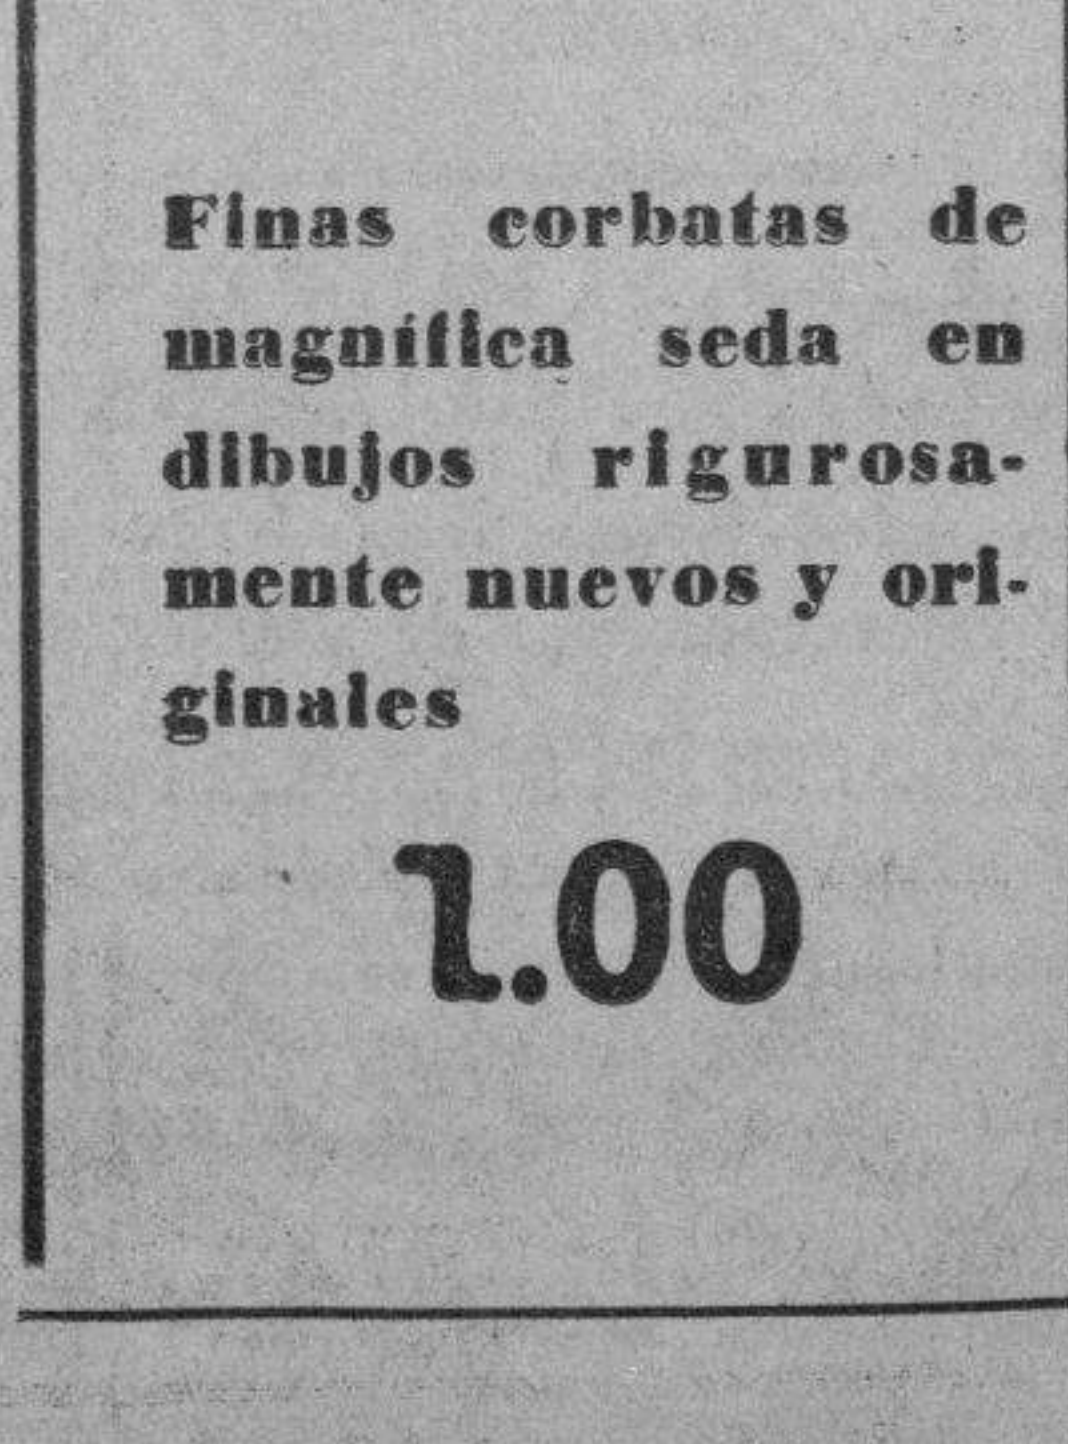 Finas corbatas de
magnífica seda en
dibujos rigurosa-
mente nuevos y ori-
ginales
1.00